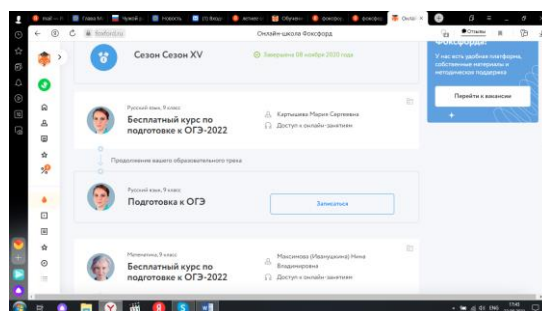 foxford.ru
Онлайн-школа Фоксфорд
Отзывы
Сезон Сезон XV
Завершена 08 ноября 2020 года
Фоксфорде!
У нас есть удобная платформа,
собственные материалы и
методическая поддержка
Перейти к вакансии
Русский язык, 9 класс
Бесплатный курс по
подготовке к ОГЭ-2022
Картышева Мария Сергеевна
Доступ к онлайн-занятиям
Продолжение вашего образовательного трека
Русский язык, 9 класс
Подготовка к ОГЭ
Записаться
Математика, 9 класс
Бесплатный курс по
подготовке к ОГЭ-2022
Максимова (Иванушкина) Нина
Владимировна
Доступ к онлайн-занятиям